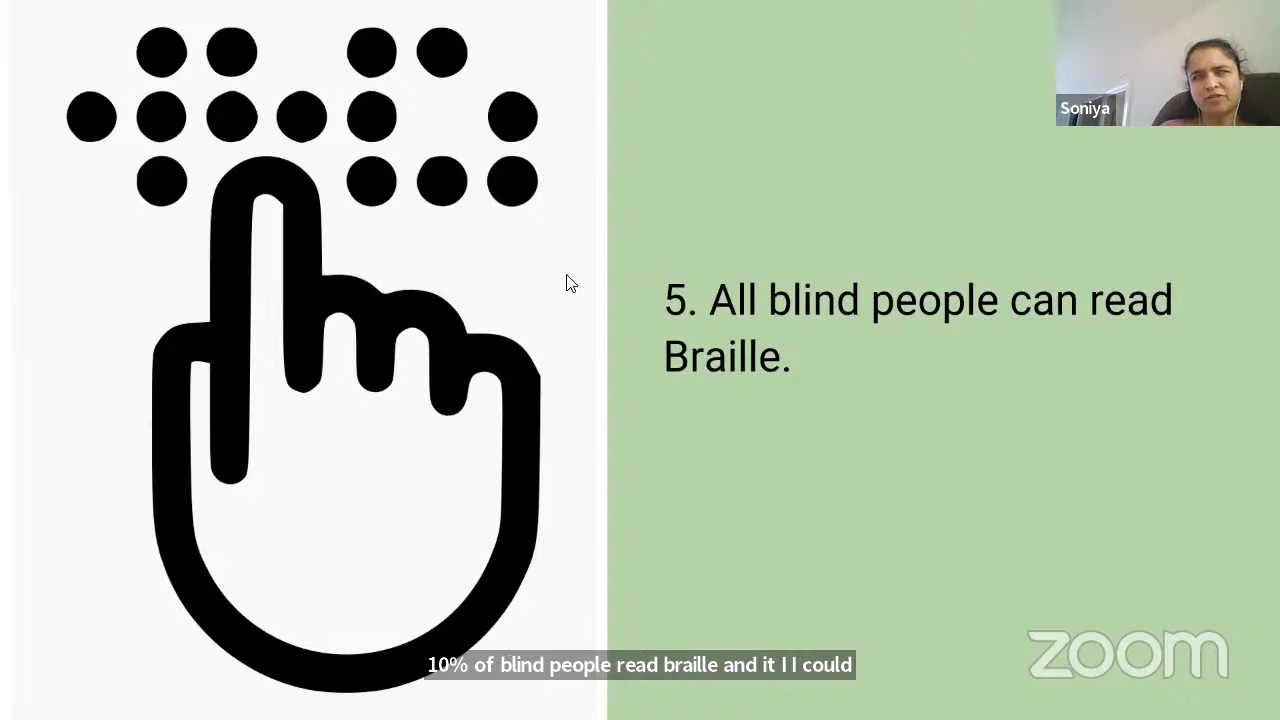 Soniya
5. All blind people can read
Braille.
10% of blind people read braille and it I I could
zoom